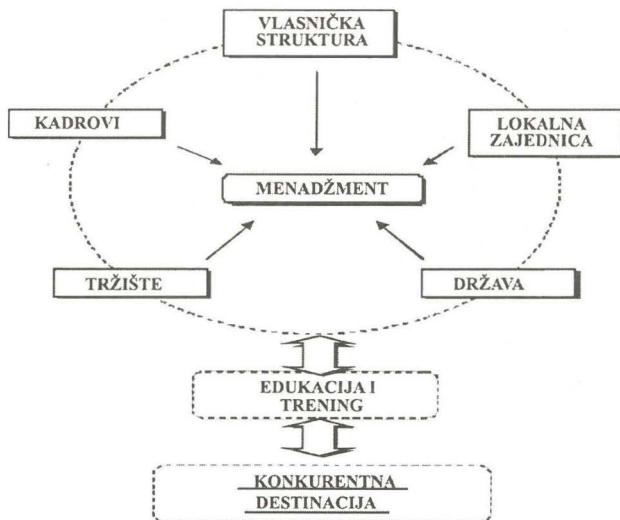 VLASNIČKA
STRUKTURA
KADROVI
LOKALNA
ZAJEDNICA
MENADŽMENT
TRŽIŠTE
DRŽAVA
EDUKACIJA I
TRENING
KONKURENTNA
DESTINACIJA